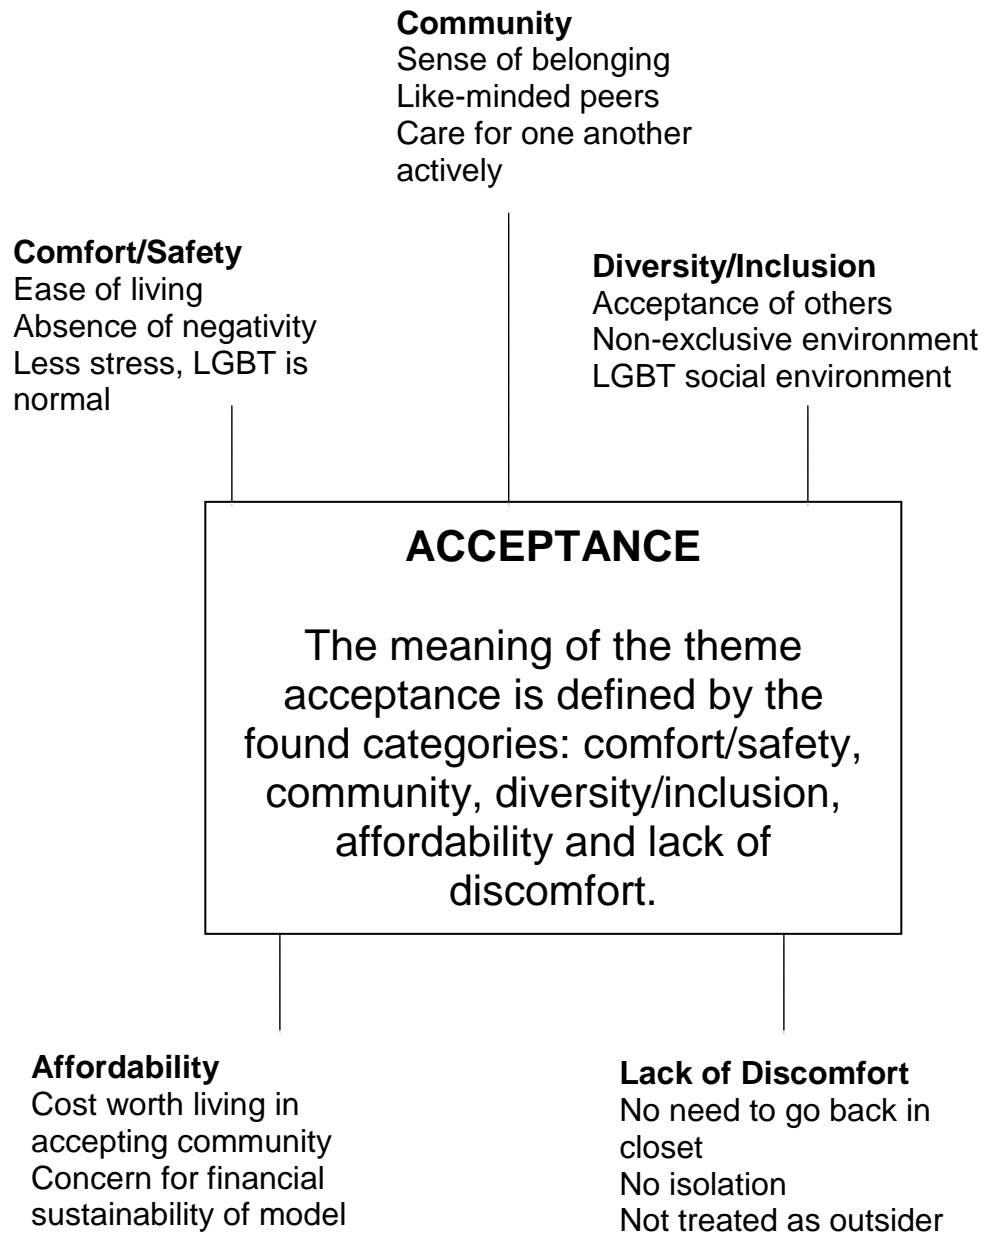 Community
Sense of belonging
Like-minded peers
Care for one another
actively
Comfort/Safety
Ease of living
Absence of negativity
Less stress, LGBT is
normal
Diversity/Inclusion
Acceptance of others
Non-exclusive environment
LGBT social environment
ACCEPTANCE
The meaning of the theme
acceptance is defined by the
found categories: comfort/safety,
community, diversity/inclusion,
affordability and lack of
discomfort.
Affordability
Cost worth living in
accepting community
Concern for financial
sustainability of model
Lack of Discomfort
No need to go back in
closet
No isolation
Not treated as outsider